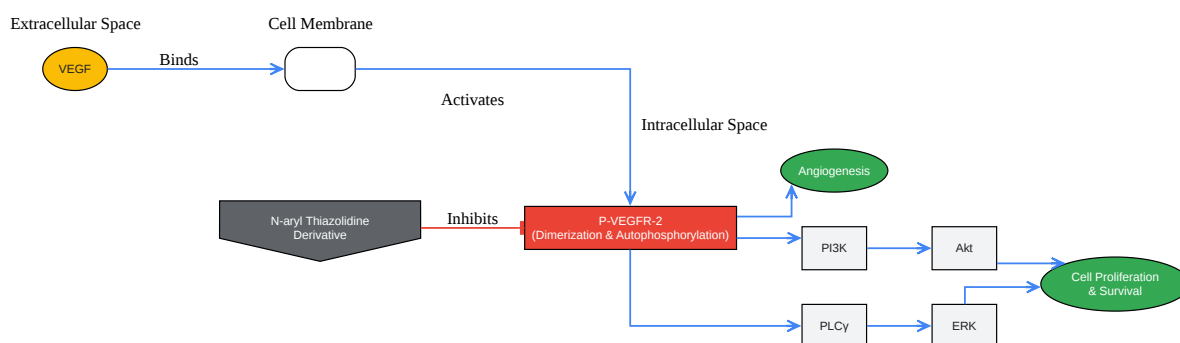 Extracellular Space
Cell Membrane
VEGF
Binds
Activates
Intracellular Space
Angiogenesis
N-aryl Thiazolidine
Derivative
Inhibits
P-VEGFR-2
(Dimerization & Autophosphorylation)
PI3K
Akt
Cell Proliferation
& Survival
PLCγ
ERK